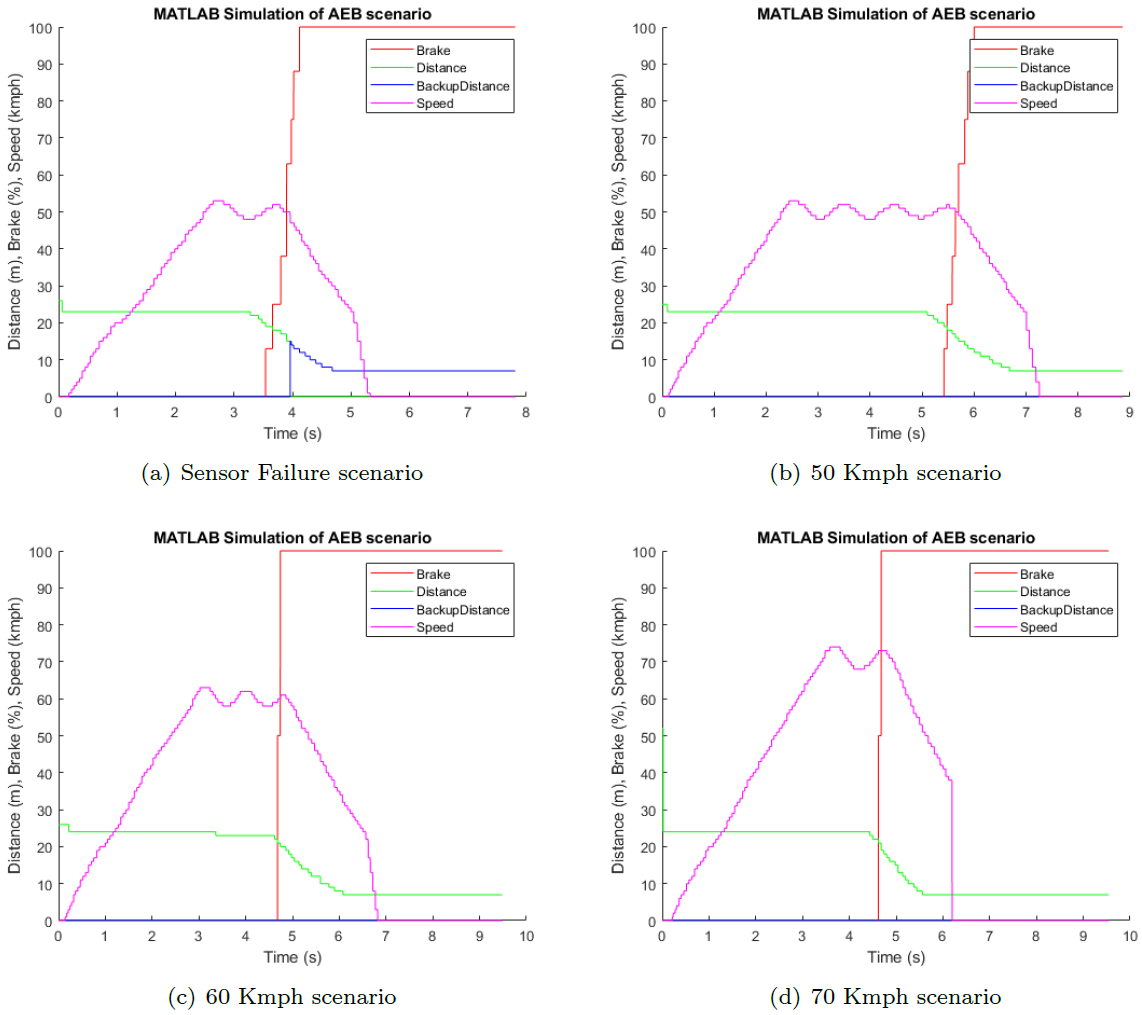 MATLAB Simulation of AEB scenario
Distance (m), Brake (%), Speed (kmph)
100
90
80
70
60
50
40
30
20
10
0
Brake
Distance
BackupDistance
Speed
0 1 2 3 4 5 6 7 8
Time (s)
(a) Sensor Failure scenario
MATLAB Simulation of AEB scenario
Distance (m), Brake (%), Speed (kmph)
100
90
80
70
60
50
40
30
20
10
0
Brake
Distance
BackupDistance
Speed
0 1 2 3 4 5 6 7 8 9
Time (s)
(b) 50 Kmph scenario
MATLAB Simulation of AEB scenario
Distance (m), Brake (%), Speed (kmph)
100
90
80
70
60
50
40
30
20
10
0
Brake
Distance
BackupDistance
Speed
0 1 2 3 4 5 6 7 8 9 10
Time (s)
(c) 60 Kmph scenario
MATLAB Simulation of AEB scenario
Distance (m), Brake (%), Speed (kmph)
100
90
80
70
60
50
40
30
20
10
0
Brake
Distance
BackupDistance
Speed
0 1 2 3 4 5 6 7 8 9 10
Time (s)
(d) 70 Kmph scenario